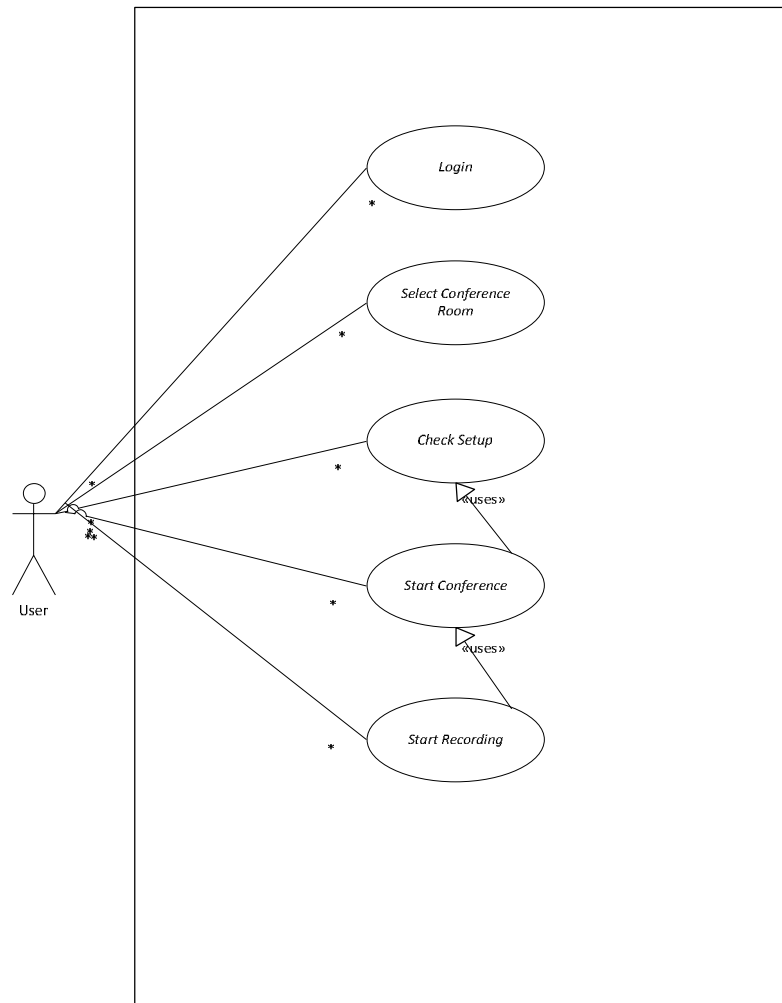 Login
*
Select Conference
Room
*
Check Setup
*
*
«uses»
*
*
**
Start Conference
*
User
«uses»
Start Recording
*